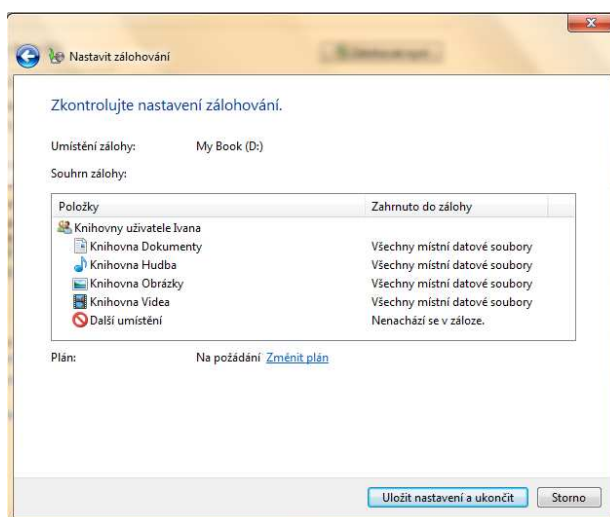 Nastavit zálohování
Zkontrolujte nastavení zálohování.
Umístění zálohy: My Book (D:)
Souhrn zálohy:
Položky Zahrnuto do zálohy
Knihovny uživatele Ivana
Knihovna Dokumenty Všechny místní datové soubory
Knihovna Hudba Všechny místní datové soubory
Knihovna Obrázky Všechny místní datové soubory
Knihovna Videa Všechny místní datové soubory
Další umístění Nenachází se v záloze.
Plán: Na požádání Změnit plán
Uložit nastavení a ukončit Storno